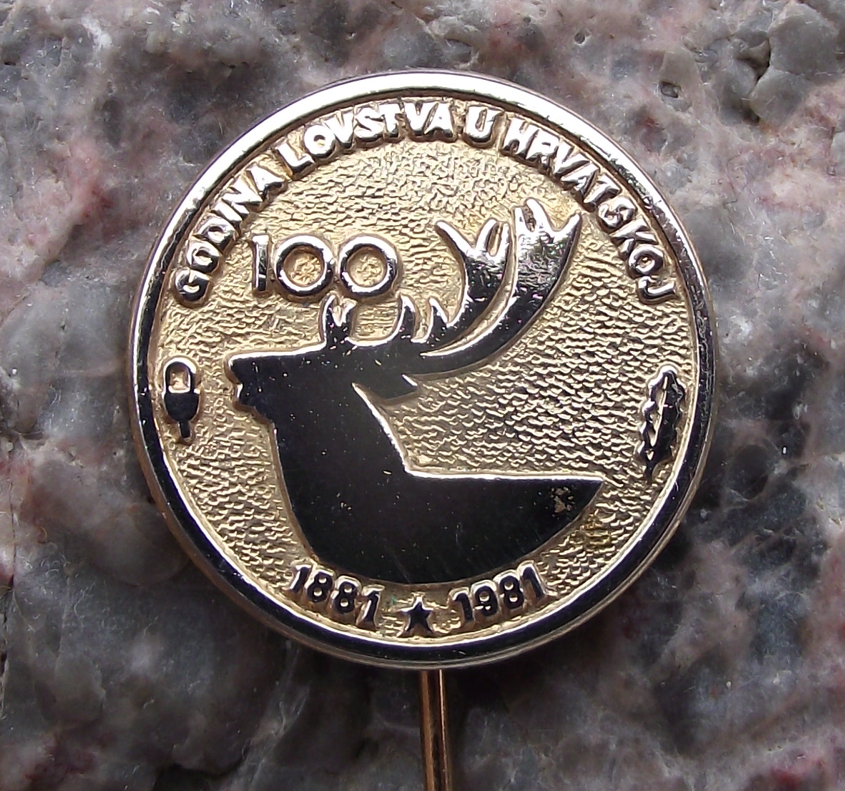 GODINA LOVSTVA U HRVATSKOJ
100
1881 ★ 1981